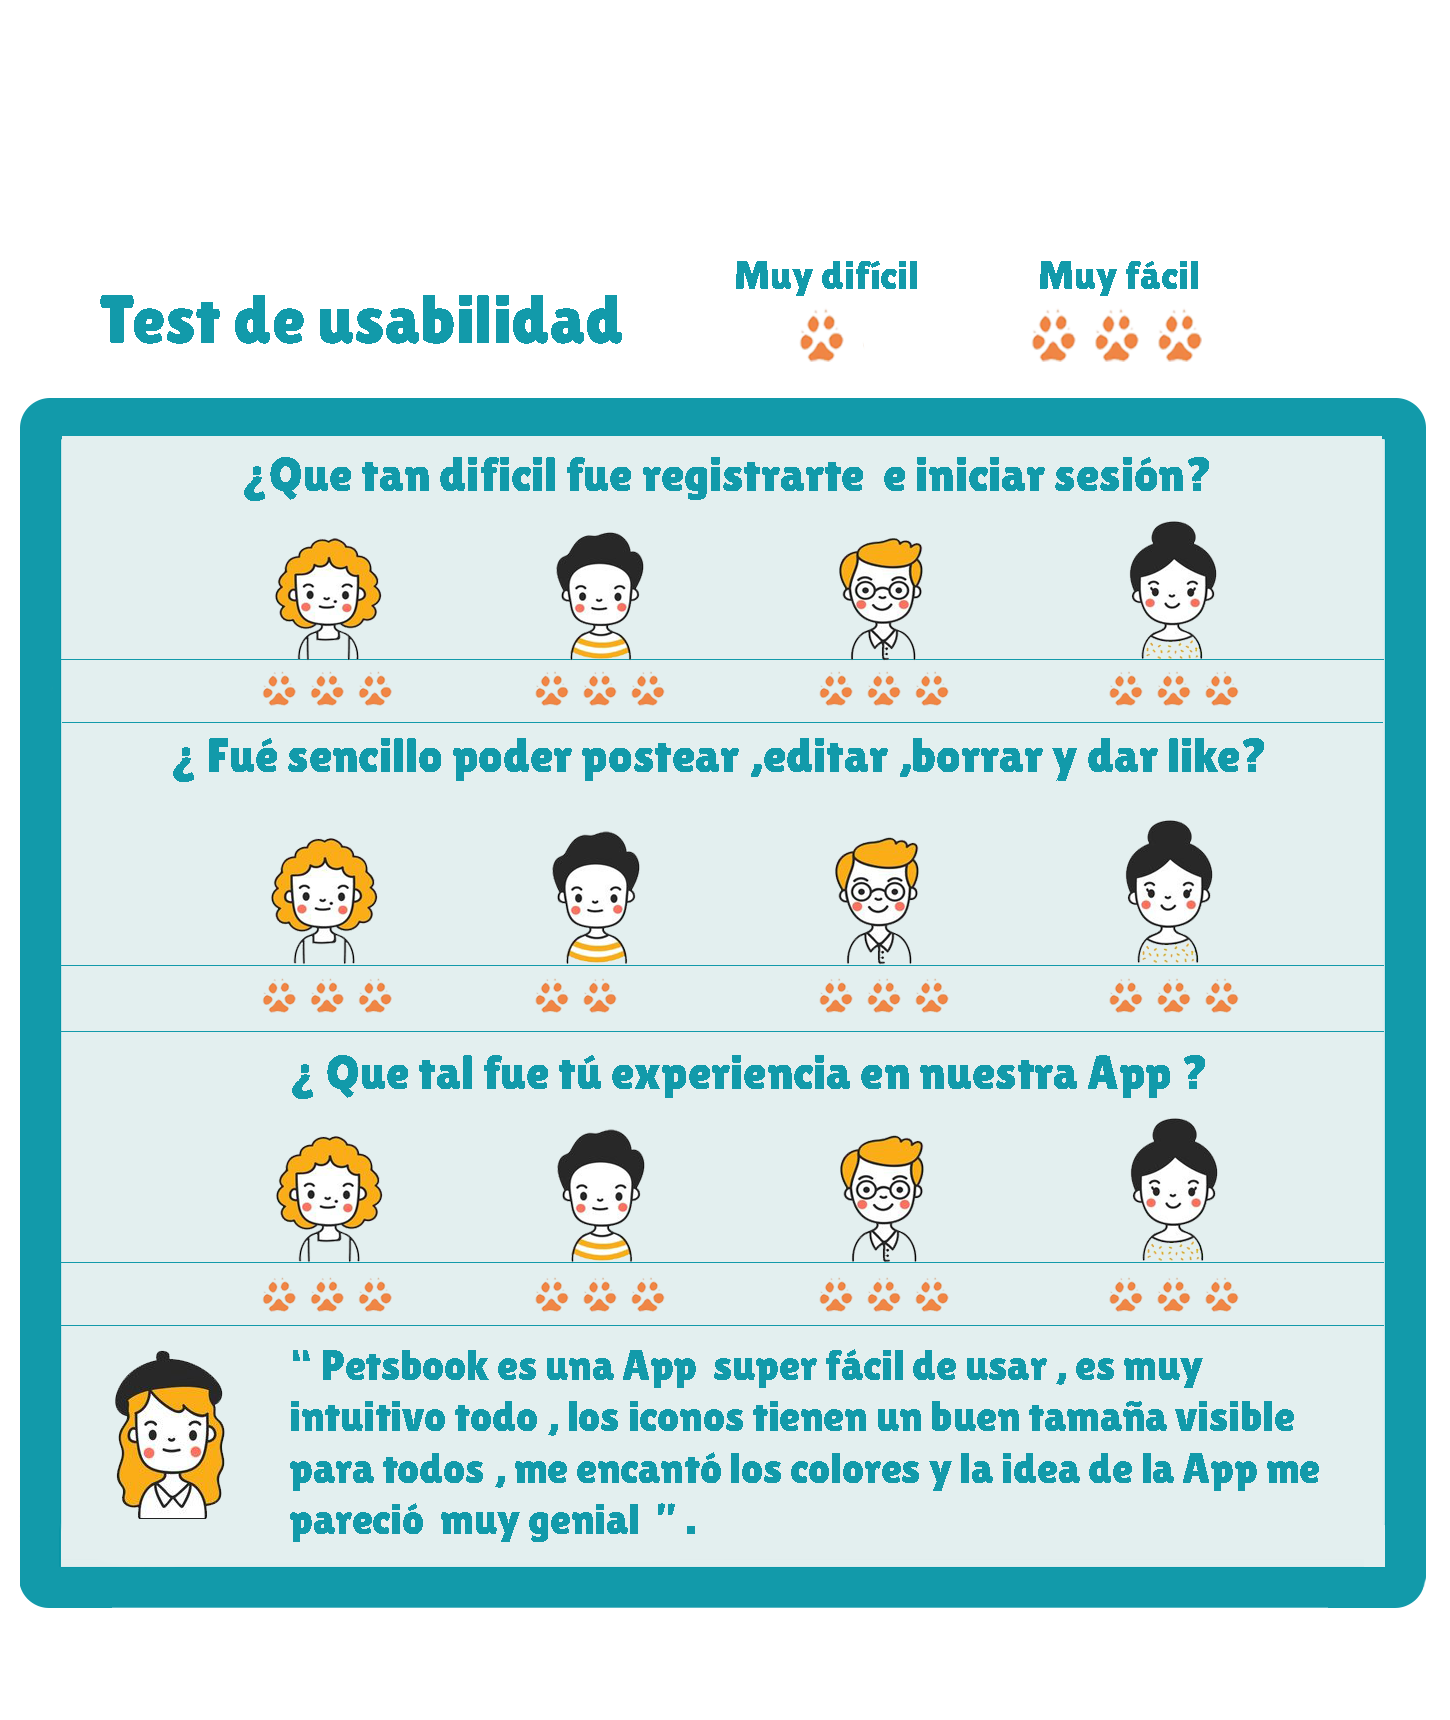 Muy difícil Muy fácil
Test de usabilidad
¿Que tan dificil fue registrarte e iniciar sesión?
¿ Fué sencillo poder postear ,editar ,borrar y dar like?
¿ Que tal fue tú experiencia en nuestra App ?
“ Petsbook es una App super fácil de usar , es muy
intuitivo todo , los iconos tienen un buen tamaña visible
para todos , me encantó los colores y la idea de la App me
pareció muy genial ” .